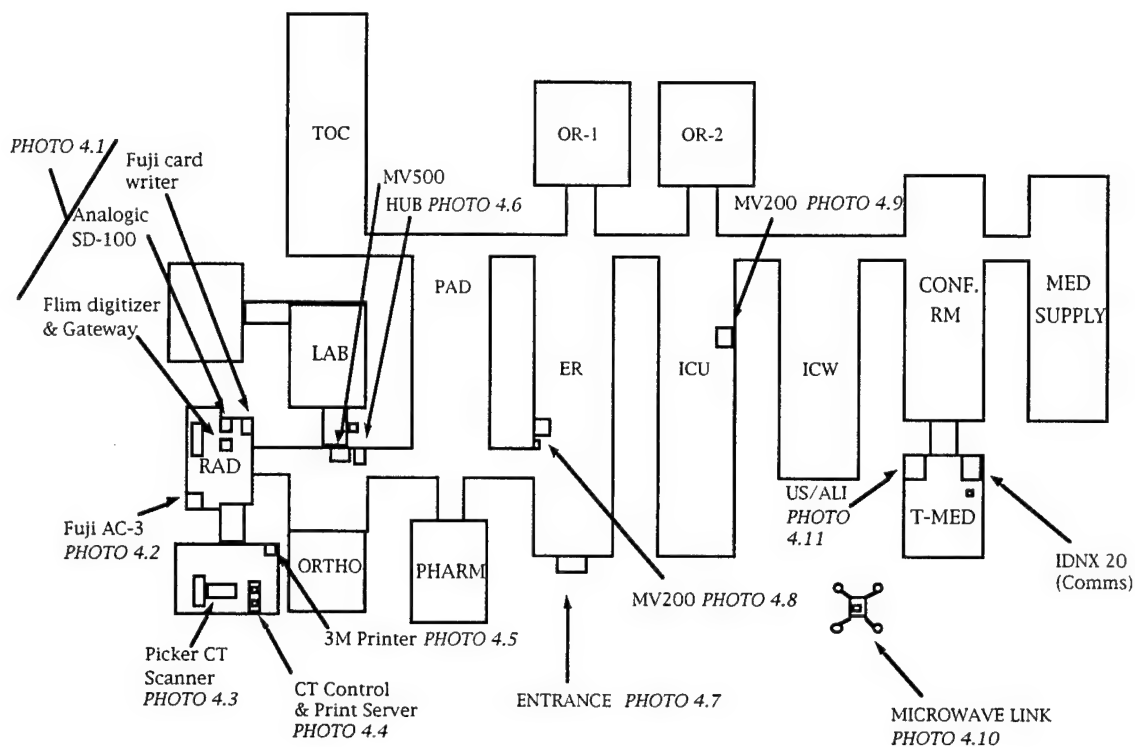 TOC
OR-1
OR-2
PHOTO 4.1
Fuji card
writer
Analogic
SD-100
Flim digitizer
& Gateway
MV500
HUB PHOTO 4.6
MV200 PHOTO 4.9
PAD
LAB
ER
ICU
ICW
CONF.
RM
MED
SUPPLY
RAD
Fuji AC-3
PHOTO 4.2
ORTHO
PHARM
US/ALI
PHOTO
4.11
T-MED
IDNX 20
(Comms)
MV200 PHOTO 4.8
3M Printer PHOTO 4.5
Picker CT
Scanner
PHOTO 4.3
CT Control
& Print Server
PHOTO 4.4
ENTRANCE PHOTO 4.7
MICROWAVE LINK
PHOTO 4.10